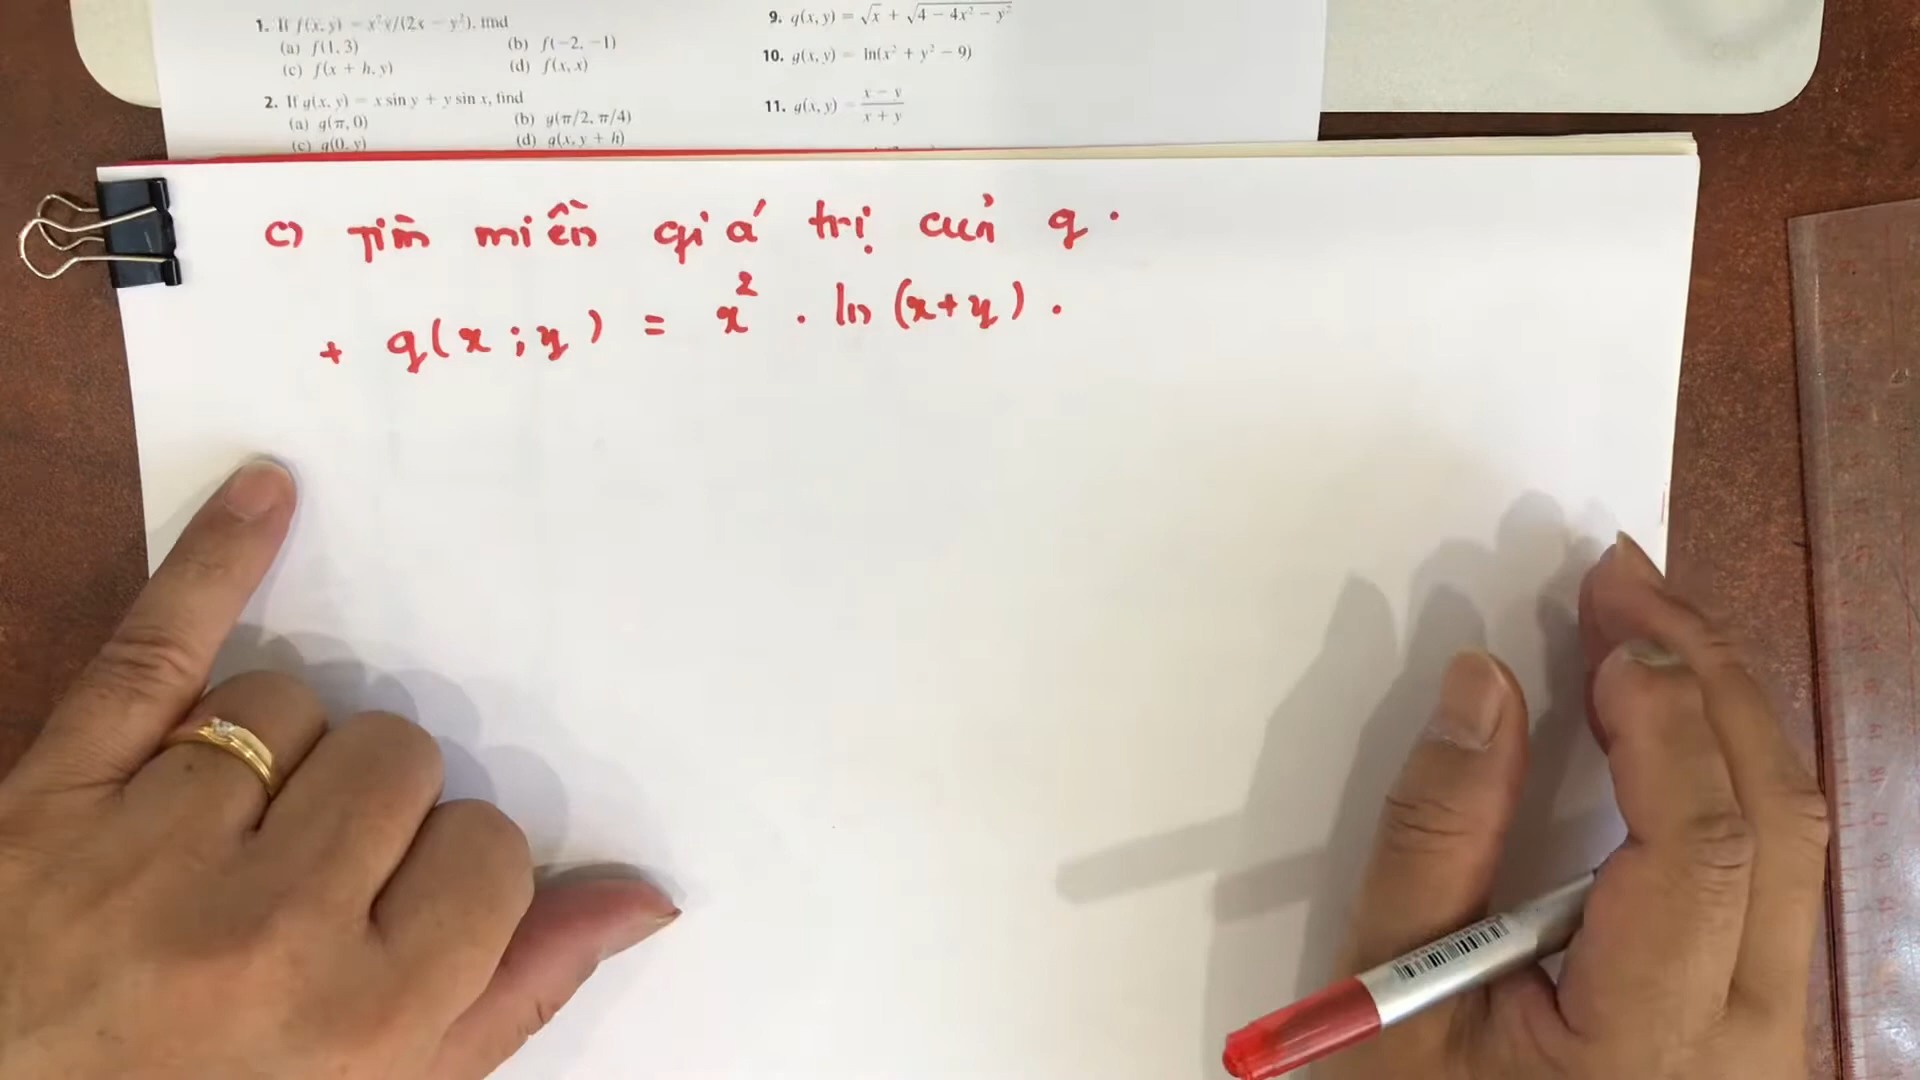 1. If f(x, y) = x²y/(2x − y²), find
(a) f(1, 3) (b) f(−2, −1)
(c) f(x + h, y) (d) f(x, x)
2. If g(x, y) = x sin y + y sin x, find
(a) g(π, 0) (b) g(π/2, π/4)
(c) g(0, y) (d) g(x, y + h)
9. g(x, y) = √x + √4 − 4x² − y²
10. g(x, y) = ln(x² + y² − 9)
11. g(x, y) = x − y / x + y
c) Tìm miền giá trị của g.
+ g(x; y) = x² . ln (x+y).